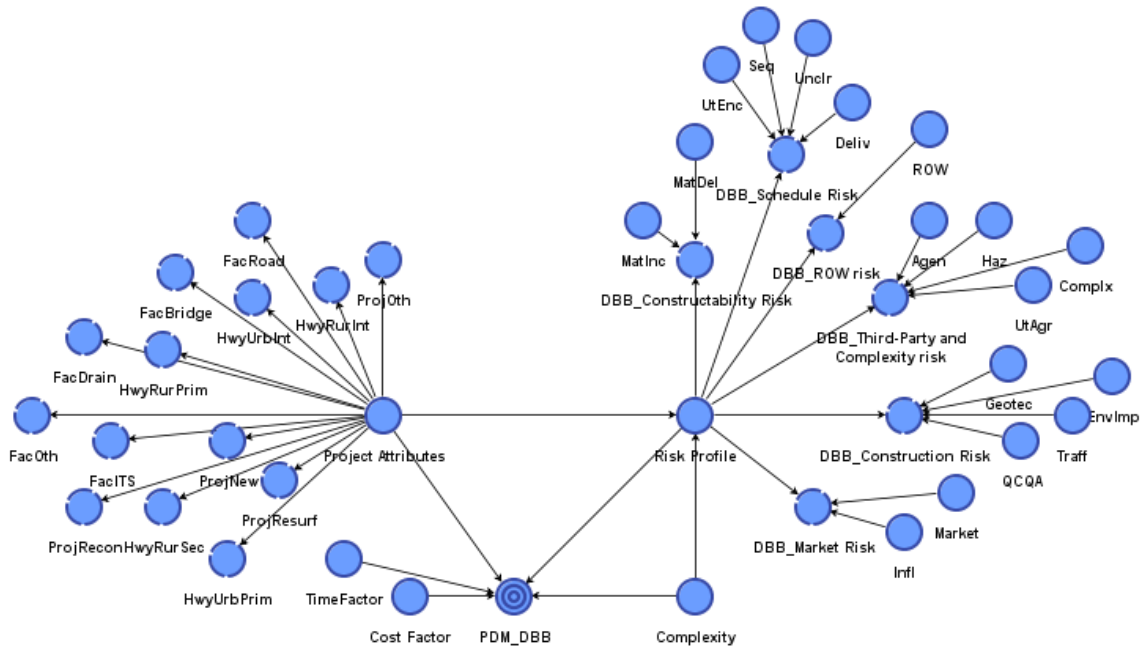 Seq
Unclr
UtEnc
Deliv
ROW
MatDel
DBB_Schedule Risk
FacRoad
MatInc
DBB_ROW risk
Agen
Haz
Complx
ProjOth
DBB_Constructability Risk
FacBridge
HwyUrbInt
HwyRurInt
UtAgr
DBB_Third-Party and
Complexity risk
FacDrain
HwyRurPrim
Geotec
EnvImp
FacOth
Project Attributes
Risk Profile
DBB_Construction Risk
Traff
FacITS
ProjNew
QCQA
ProjResurf
Market
ProjRecon
HwyRurSec
DBB_Market Risk
Infl
HwyUrbPrim
TimeFactor
Cost Factor
PDM_DBB
Complexity